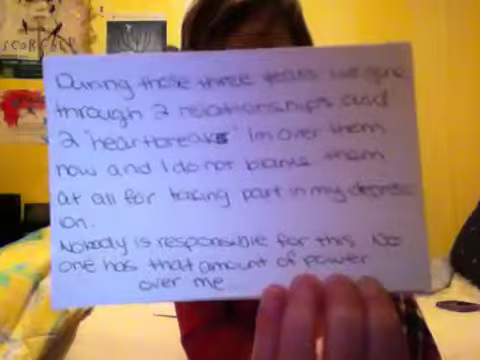 SCORCHER
During these three years ive gone
through 2 relationships and
2 "heartbreaks" Im over them
now and I do not blame them
at all for taking part in my depress
ion.
Nobody is responsible for this. No
one has that amount of power
over me